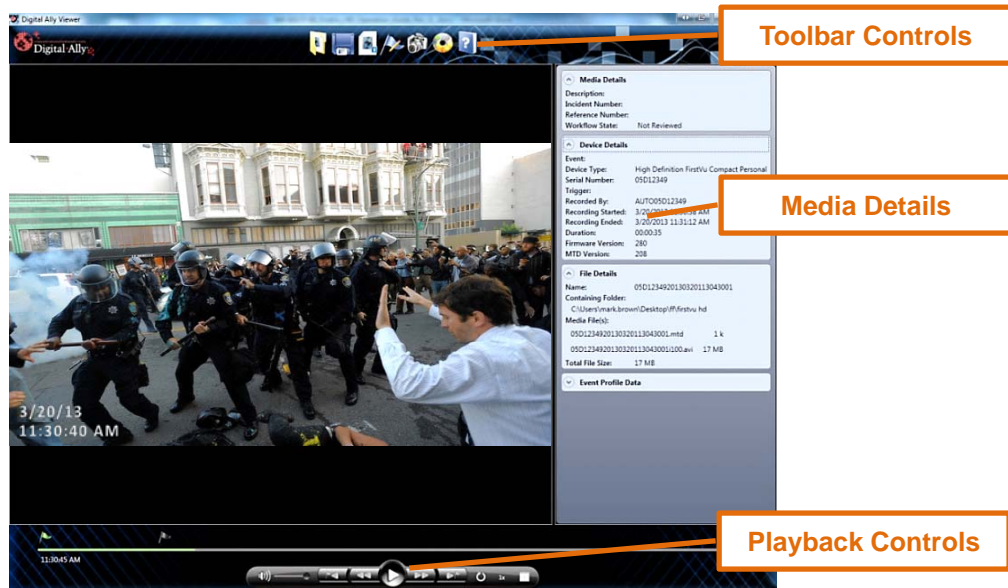 Digital Ally Viewer
Digital Ally
Toolbar Controls
Media Details
Description:
Incident Number:
Reference Number:
Workflow State: Not Reviewed
Device Details
Event:
Device Type: High Definition FirstVu Compact Personal
Serial Number: 05D12349
Trigger:
Recorded By: AUTO05D12349
Recording Started: 3/20/2013 AM
Recording Ended: 3/20/2013 11:31:12 AM
Duration: 00:00:35
Firmware Version: 280
MTD Version: 208
Media Details
File Details
Name: 05D1234920130320113043001
Containing Folder:
C:\Users\mark.brown\Desktop\ff\firstvu hd
Media File(s):
05D1234920130320113043001.mtd 1 k
05D1234920130320113043001\100.avi 17 MB
Total File Size: 17 MB
Event Profile Data
3/20/13
11:30:40 AM
11:30:45 AM
1x
Playback Controls